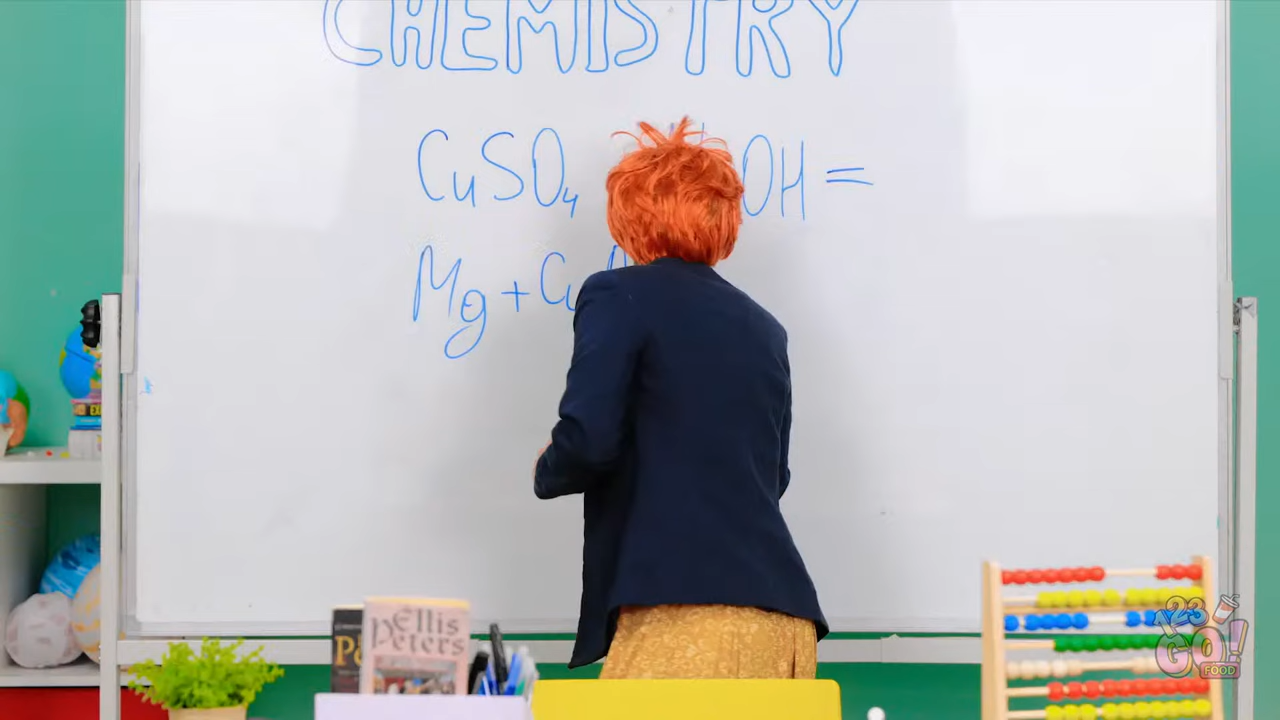 CHEMISTRY
CuSO4 OH =
Mg + Cu
Ellis
Peters
123
GO!
FOOD